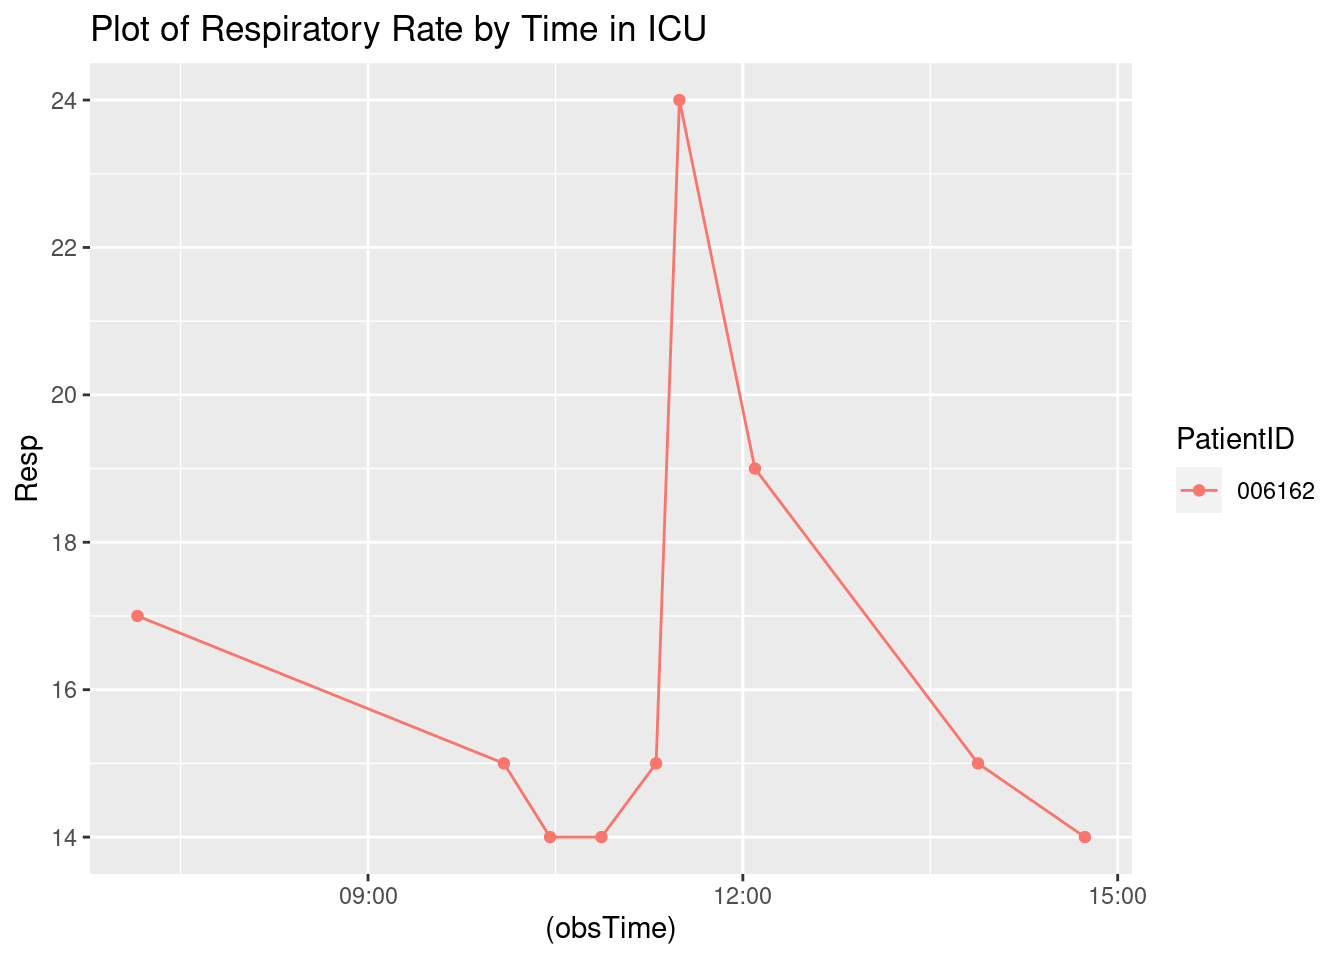 Plot of Respiratory Rate by Time in ICU
24
22
20
18
16
14
Resp
09:00
12:00
15:00
(obsTime)
PatientID
006162